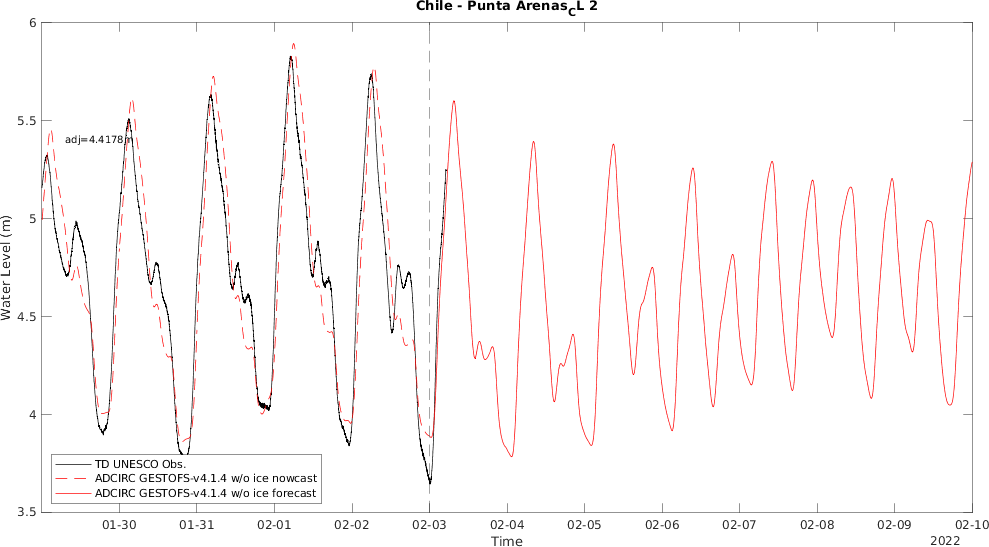 Chile - Punta Arenas_CL 2
6
5.5
5
4.5
4
3.5
Water Level (m)
adj=4.4178m
TD UNESCO Obs.
ADCIRC GESTOFS-v4.1.4 w/o ice nowcast
ADCIRC GESTOFS-v4.1.4 w/o ice forecast
01-30 01-31 02-01 02-02 02-03 02-04 02-05 02-06 02-07 02-08 02-09 02-10
Time
2022